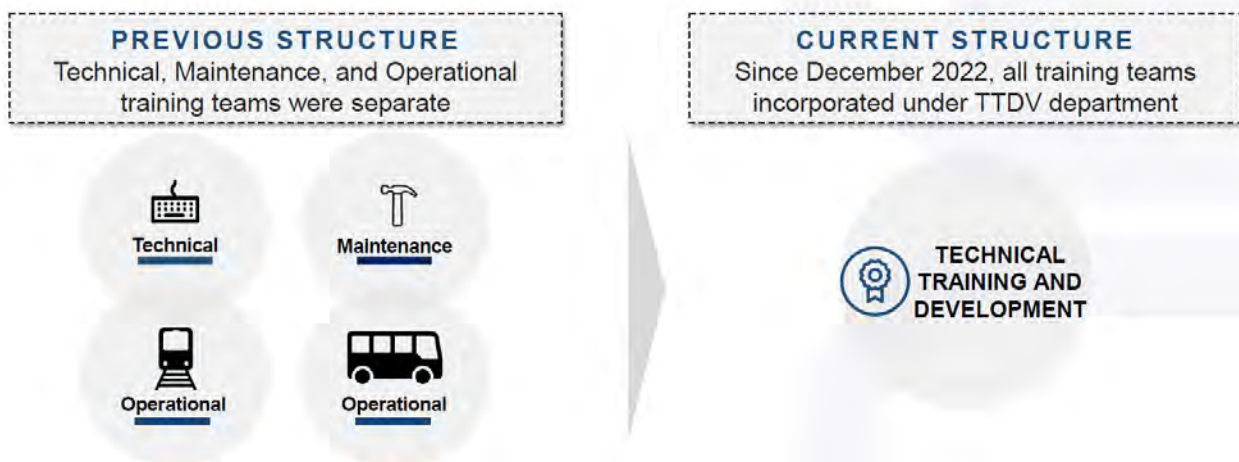 PREVIOUS STRUCTURE
Technical, Maintenance, and Operational
training teams were separate
CURRENT STRUCTURE
Since December 2022, all training teams
incorporated under TTDV department
Technical
Maintenance
Operational
Operational
TECHNICAL
TRAINING AND
DEVELOPMENT